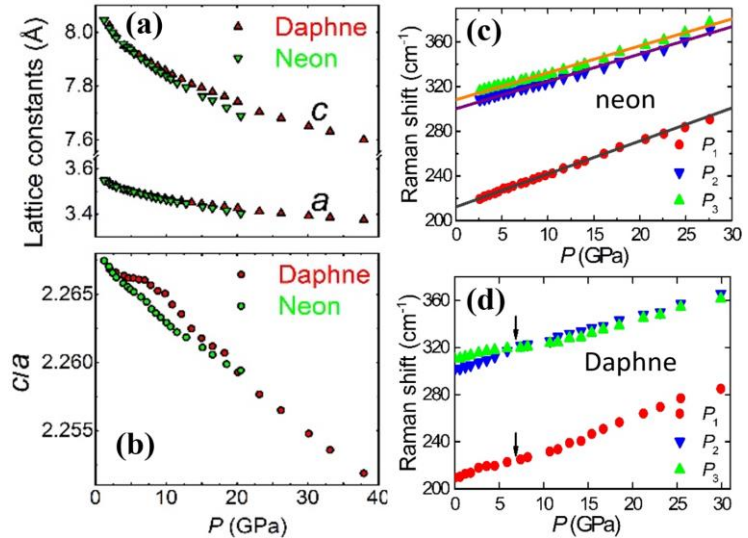 (a)
Daphne
Neon
c
a
Lattice constants (Å)
8.0
7.8
7.6
3.6
3.4
(b)
Daphne
Neon
c/a
2.265
2.260
2.255
0 10 20 30 40
P (GPa)
(c)
neon
Raman shift (cm-1)
360
320
280
240
200
P1
P2
P3
0 5 10 15 20 25 30
P (GPa)
(d)
Daphne
Raman shift (cm-1)
360
320
280
240
200
P1
P2
P3
0 5 10 15 20 25 30
P (GPa)